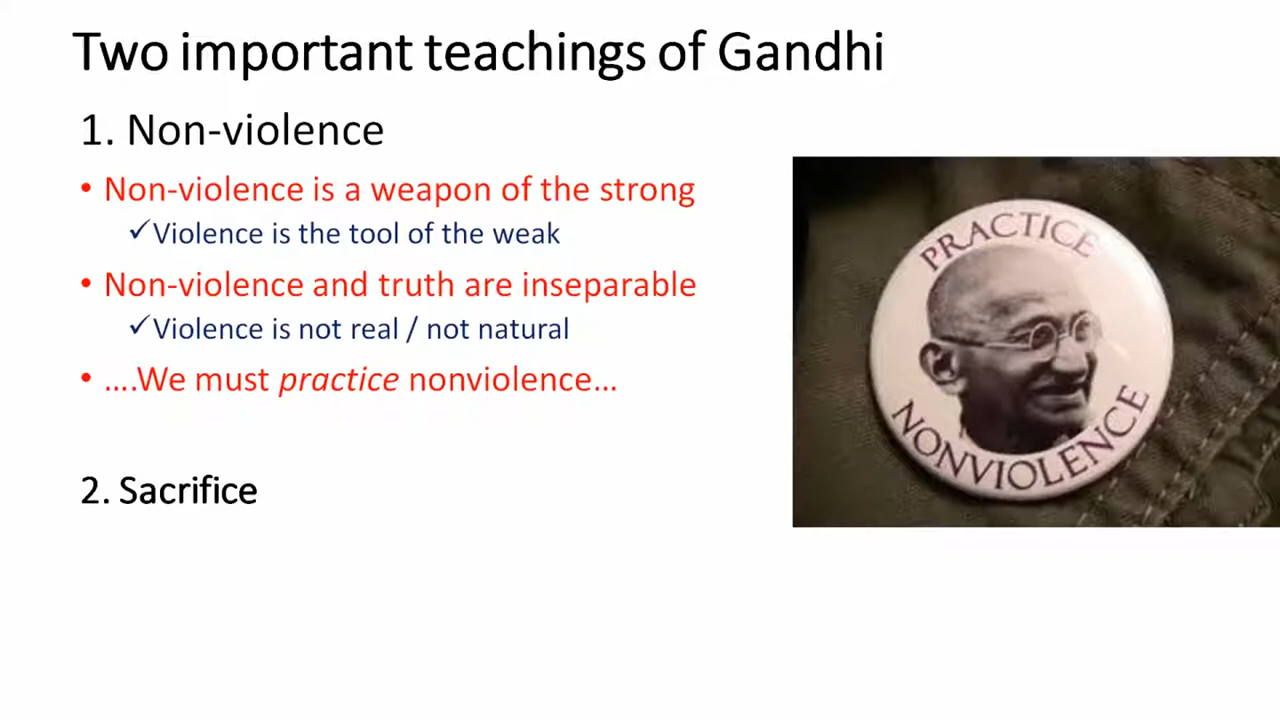 Two important teachings of Gandhi
1. Non-violence
• Non-violence is a weapon of the strong
✓Violence is the tool of the weak
• Non-violence and truth are inseparable
✓Violence is not real / not natural
• ....We must practice nonviolence...
2. Sacrifice
PRACTICE
NONVIOLENCE